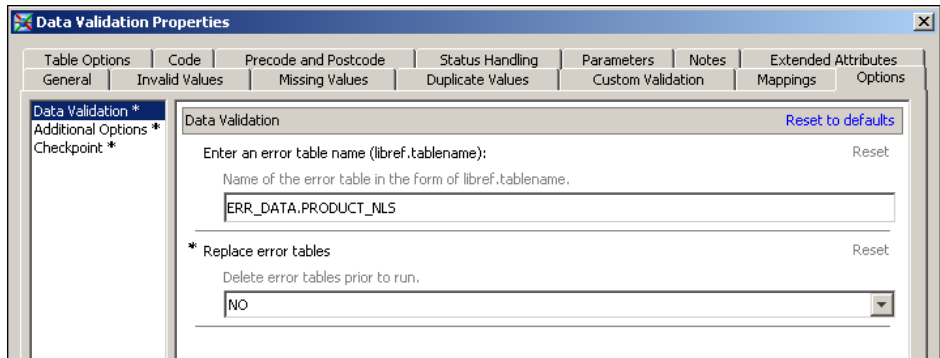 Data Validation Properties
Table Options Code Precode and Postcode Status Handling Parameters Notes Extended Attributes
General Invalid Values Missing Values Duplicate Values Custom Validation Mappings Options
Data Validation *
Additional Options *
Checkpoint *
Data Validation Reset to defaults
Enter an error table name (libref.tablename): Reset
Name of the error table in the form of libref.tablename.
ERR_DATA.PRODUCT_NLS
* Replace error tables Reset
Delete error tables prior to run.
NO